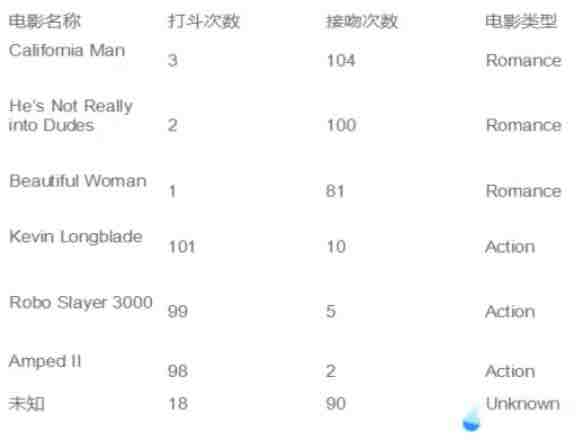 电影名称 打斗次数 接吻次数 电影类型
California Man 3 104 Romance
He's Not Really
into Dudes 2 100 Romance
Beautiful Woman 1 81 Romance
Kevin Longblade 101 10 Action
Robo Slayer 3000 99 5 Action
Amped II 98 2 Action
未知 18 90 Unknown